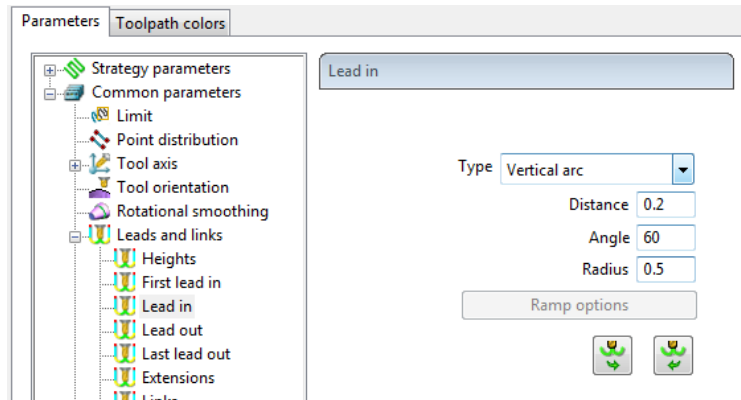 Parameters
Toolpath colors
Strategy parameters
Common parameters
Limit
Point distribution
Tool axis
Tool orientation
Rotational smoothing
Leads and links
Heights
First lead in
Lead in
Lead out
Last lead out
Extensions
Links
Lead in
Type Vertical arc
Distance 0.2
Angle 60
Radius 0.5
Ramp options